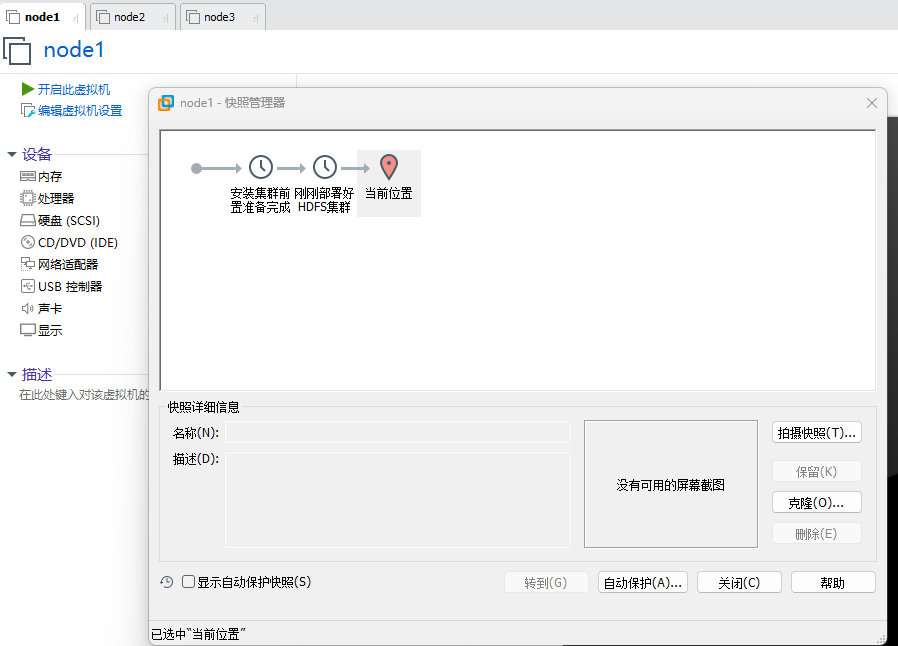 node1
node2
node3
node1
开启此虚拟机
编辑虚拟机设置
设备
内存
处理器
硬盘 (SCSI)
CD/DVD (IDE)
网络适配器
USB 控制器
声卡
显示
描述
在此处键入对该虚拟机的
node1 - 快照管理器
安装集群前
置准备完成
刚刚部署好
HDFS集群
当前位置
快照详细信息
名称(N):
描述(D):
没有可用的屏幕截图
拍摄快照(T)...
保留(K)
克隆(O)...
删除(E)
显示自动保护快照(S)
转到(G)
自动保护(A)...
关闭(C)
帮助
已选中"当前位置"